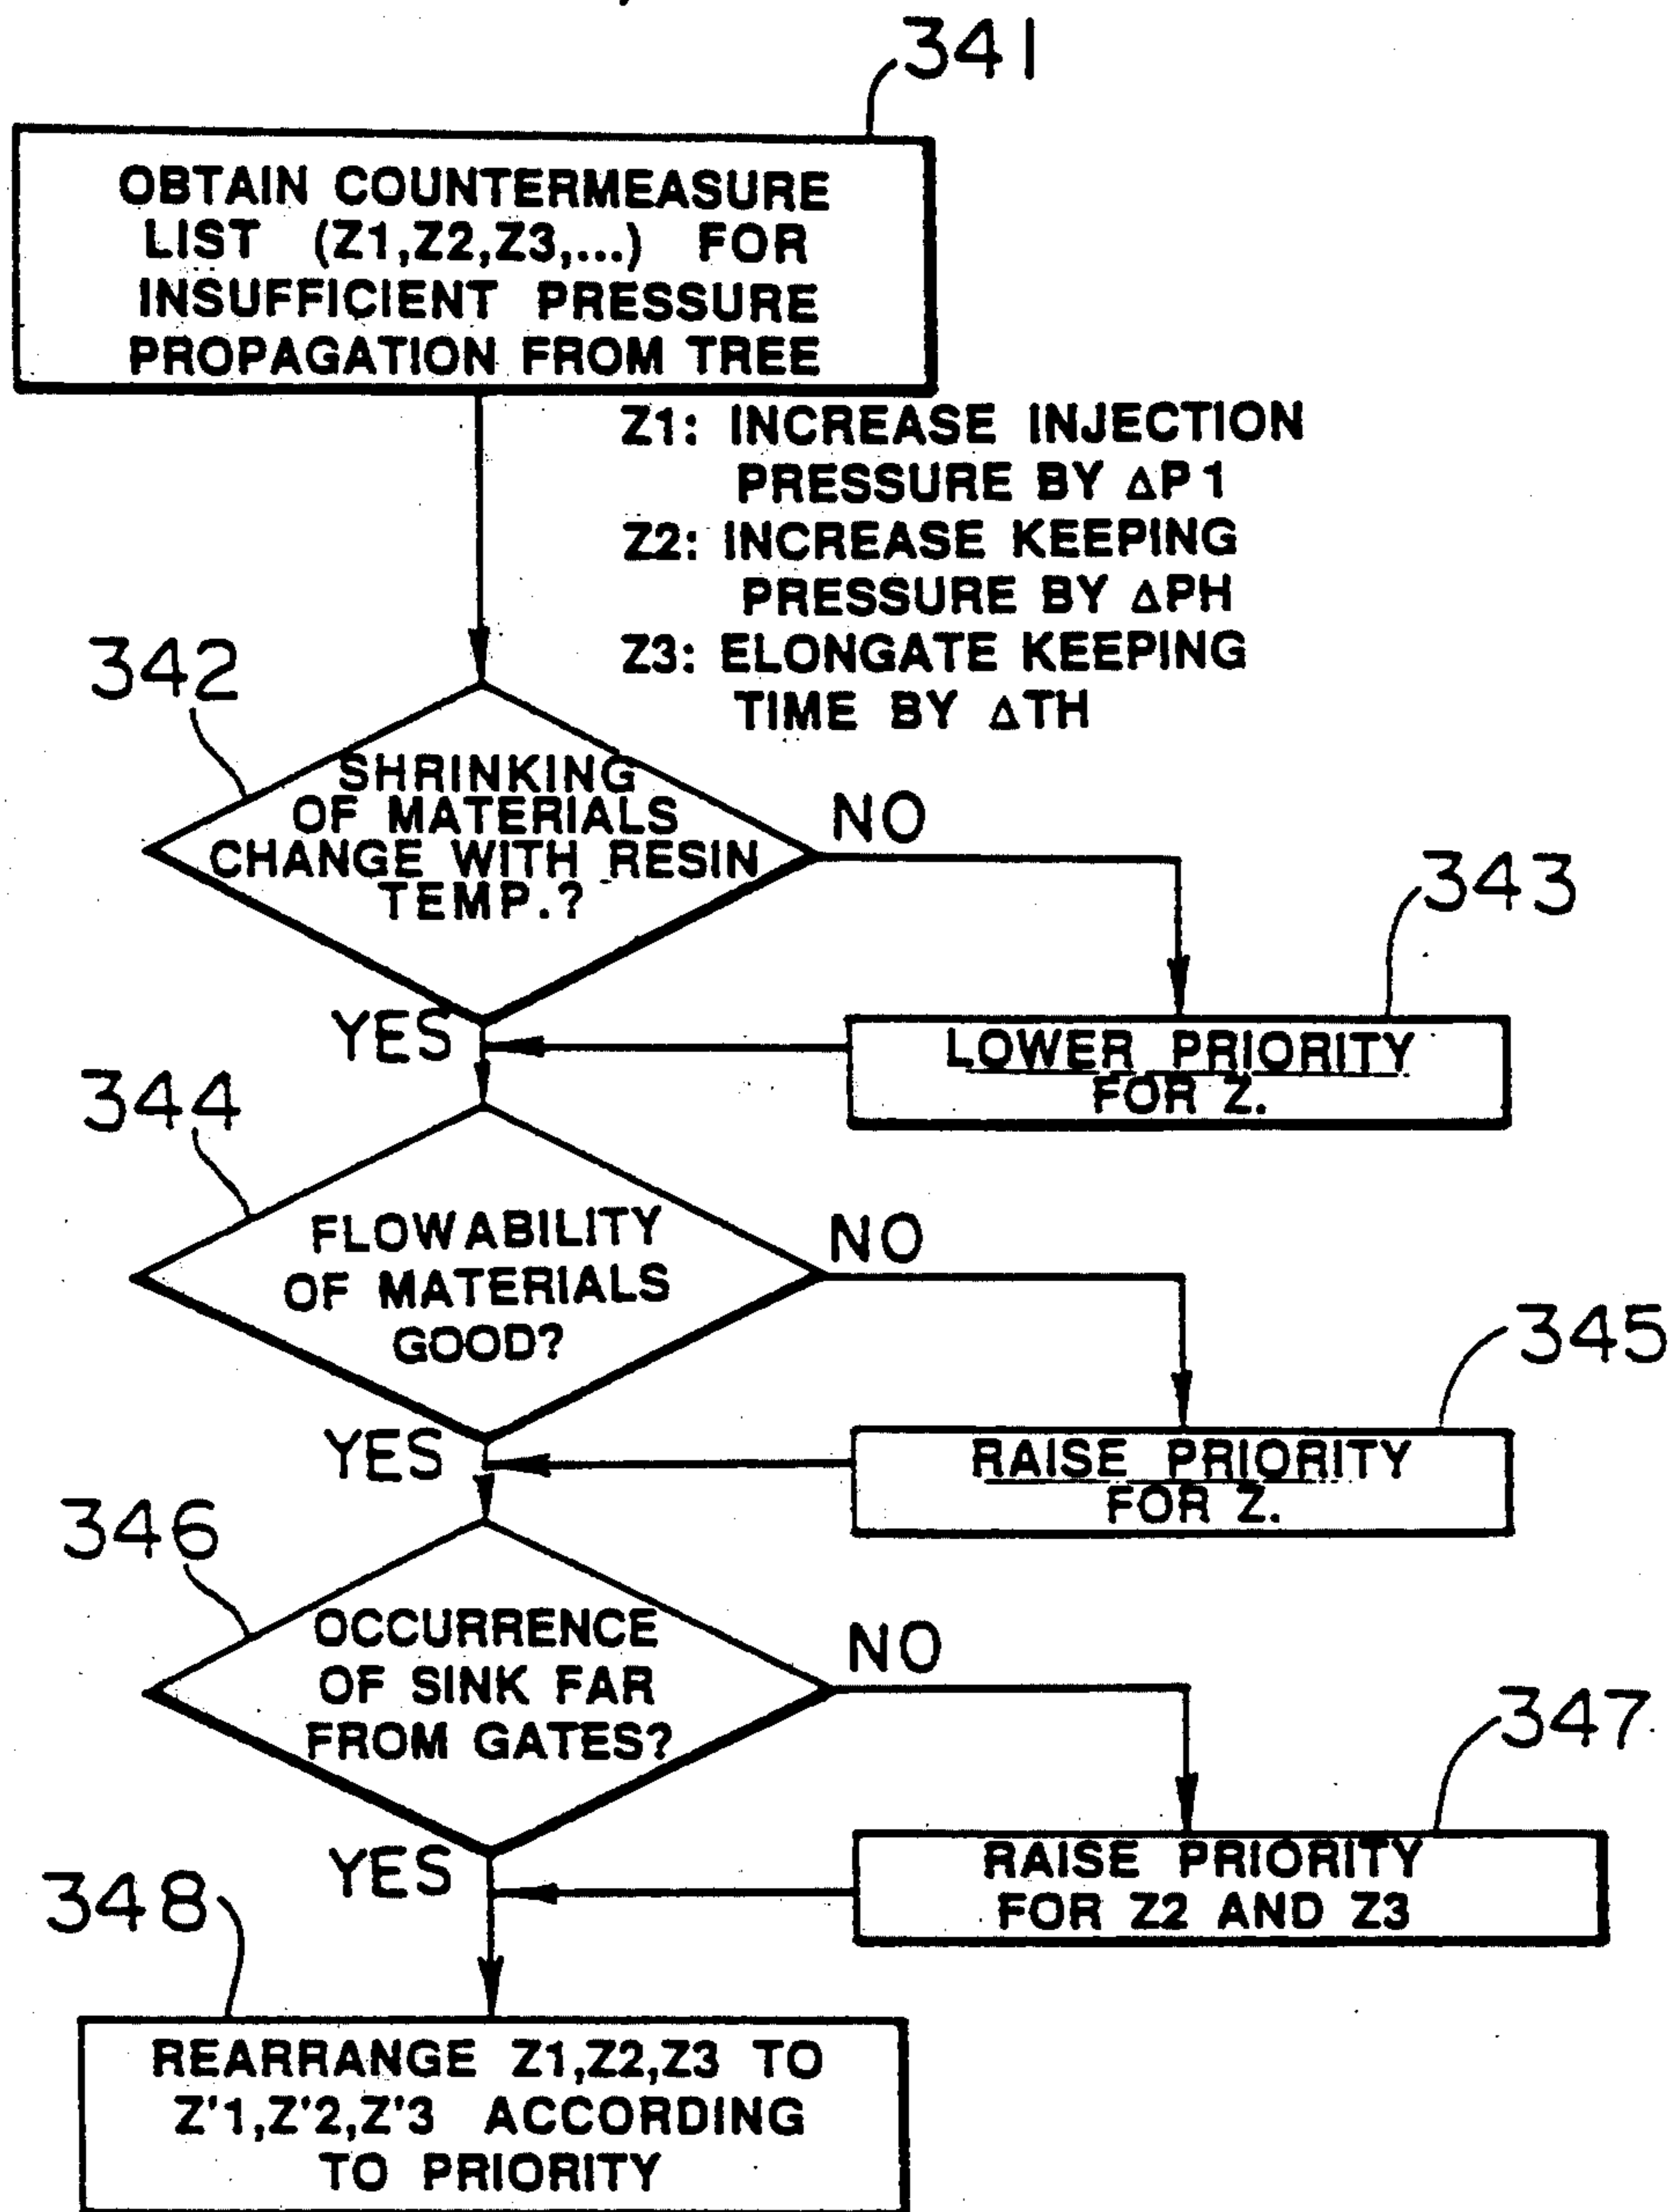 341
OBTAIN COUNTERMEASURE
LIST (Z1,Z2,Z3,...) FOR
INSUFFICIENT PRESSURE
PROPAGATION FROM TREE
Z1: INCREASE INJECTION
PRESSURE BY ΔP1
Z2: INCREASE KEEPING
PRESSURE BY ΔPH
Z3: ELONGATE KEEPING
TIME BY ΔTH
342
SHRINKING
OF MATERIALS
CHANGE WITH RESIN
TEMP.?
NO
YES
343
LOWER PRIORITY
FOR Z.
344
FLOWABILITY
OF MATERIALS
GOOD?
NO
YES
345
RAISE PRIORITY
FOR Z.
346
OCCURRENCE
OF SINK FAR
FROM GATES?
NO
YES
347
RAISE PRIORITY
FOR Z2 AND Z3
348
REARRANGE Z1,Z2,Z3 TO
Z'1,Z'2,Z'3 ACCORDING
TO PRIORITY